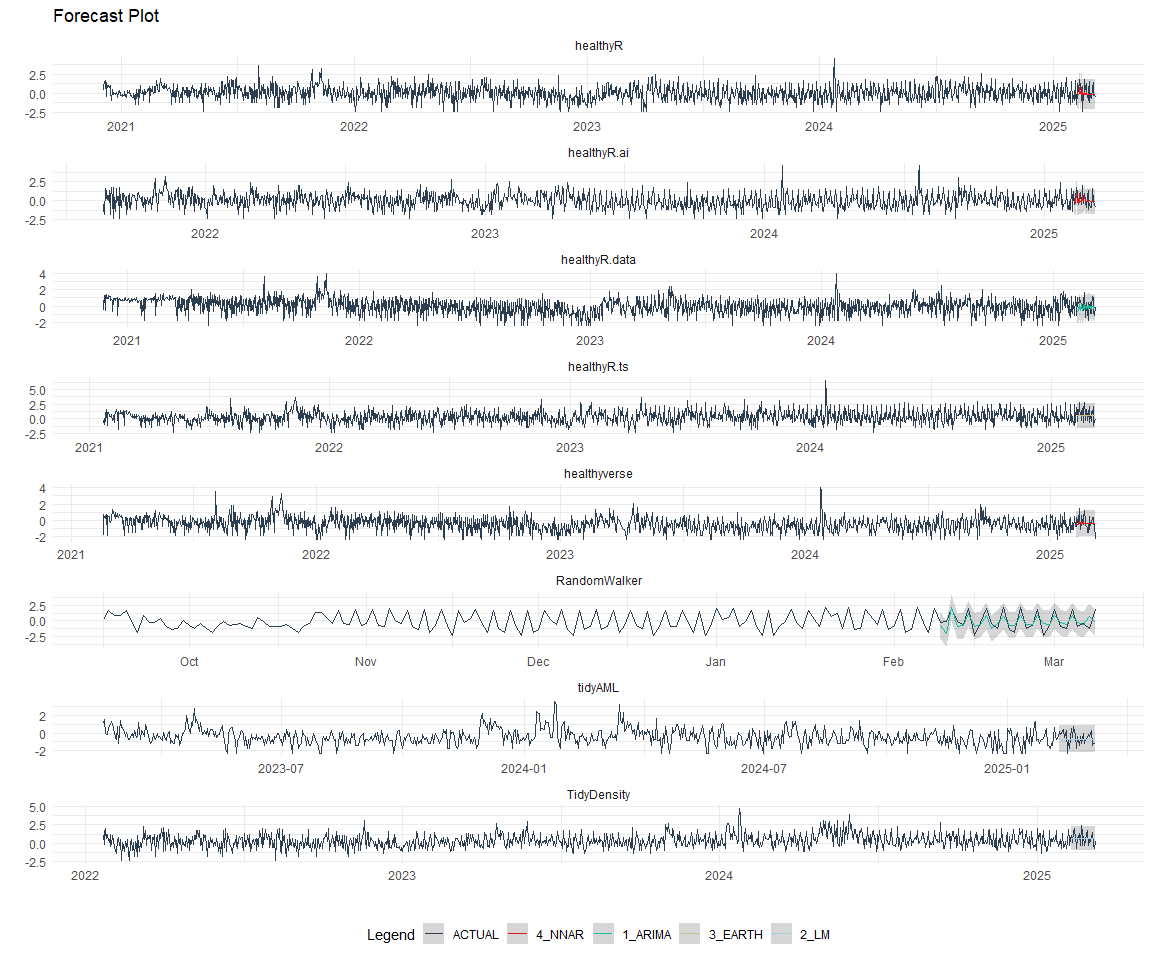 Forecast Plot
healthyR
2.5
0.0
-2.5
2021 2022 2023 2024 2025
healthyR.ai
2.5
0.0
-2.5
2022 2023 2024 2025
healthyR.data
4
2
0
-2
2021 2022 2023 2024 2025
healthyR.ts
5.0
2.5
0.0
-2.5
2021 2022 2023 2024 2025
healthyverse
4
2
0
-2
2021 2022 2023 2024 2025
RandomWalker
2.5
0.0
-2.5
Oct Nov Dec Jan Feb Mar
tidyAML
2
0
-2
2023-07 2024-01 2024-07 2025-01
TidyDensity
5.0
2.5
0.0
-2.5
2022 2023 2024 2025
Legend ACTUAL 4_NNAR 1_ARIMA 3_EARTH 2_LM